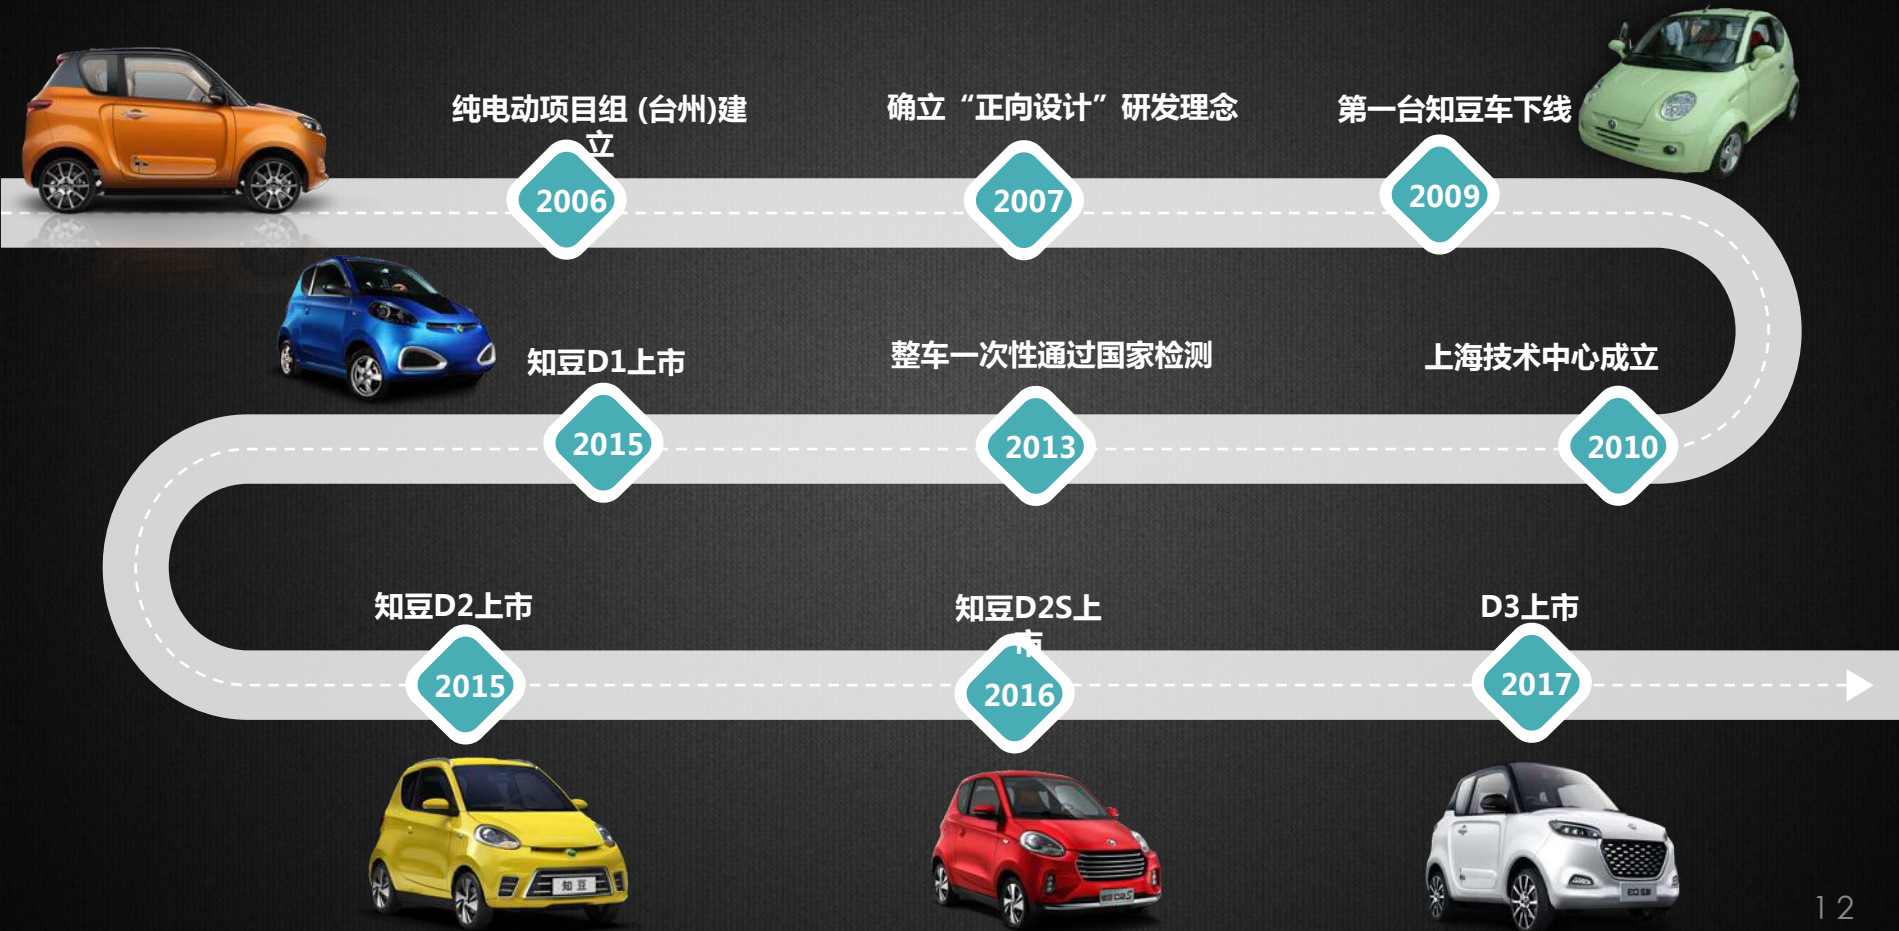 纯电动项目组 (台州)建
立
确立“正向设计”研发理念
第一台知豆车下线
2006
2007
2009
知豆D1上市
整车一次性通过国家检测
上海技术中心成立
2015
2013
2010
知豆D2上市
知豆D2S上
市
D3上市
2015
2016
2017
知豆
12